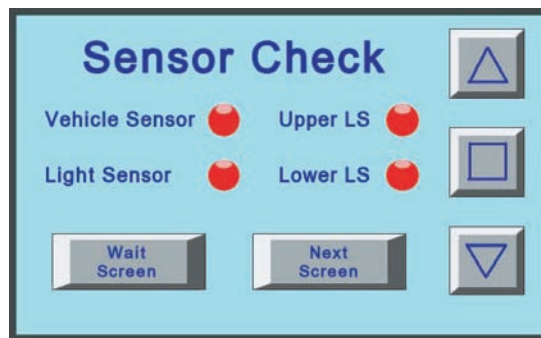 Sensor Check
Vehicle Sensor
Upper LS
Light Sensor
Lower LS
Wait
Screen
Next
Screen